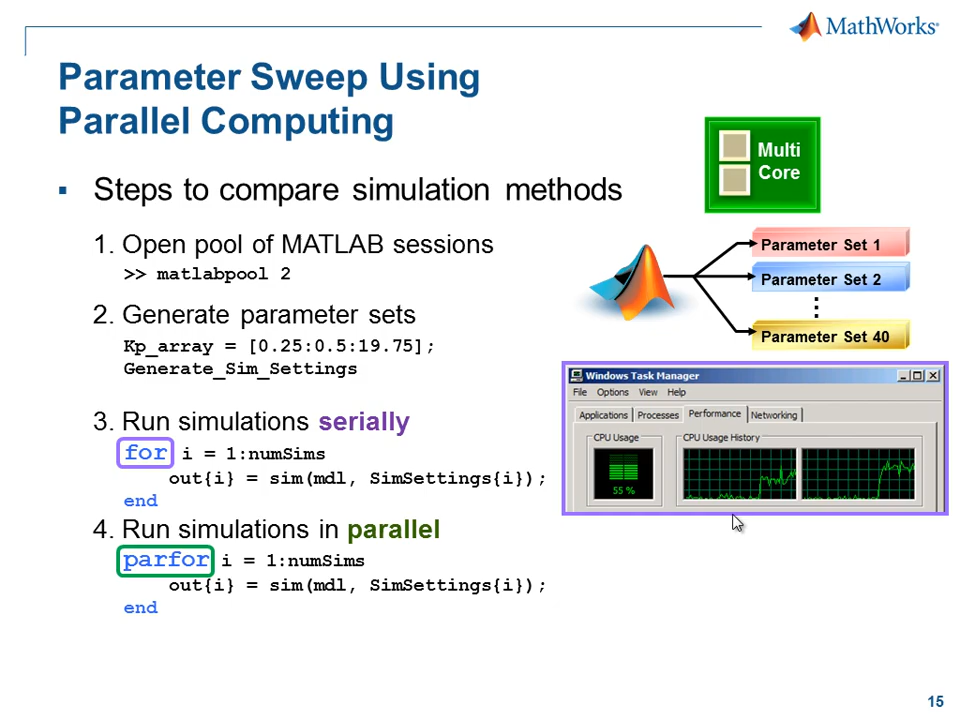 MathWorks®
Parameter Sweep Using
Parallel Computing
Multi
Core
▪ Steps to compare simulation methods
1. Open pool of MATLAB sessions
>> matlabpool 2
2. Generate parameter sets
Kp_array = [0.25:0.5:19.75];
Generate_Sim_Settings
3. Run simulations serially
for i = 1:numSims
out{i} = sim(mdl, SimSettings{i});
end
4. Run simulations in parallel
parfor i = 1:numSims
out{i} = sim(mdl, SimSettings{i});
end
Parameter Set 1
Parameter Set 2
⋮
Parameter Set 40
Windows Task Manager
File Options View Help
Applications Processes Performance Networking
CPU Usage CPU Usage History
55 %
15